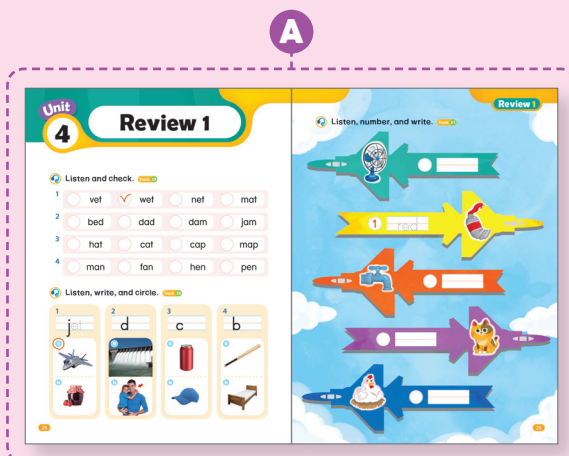 A
Unit
4
Review 1
Listen and check.
1 vet wet net mat
2 bed dad dam jam
3 hat cat cap map
4 man fan hen pen
Listen, write, and circle.
1 2 3 4
jet d c b
a
b b b b
Review 1
Listen, number, and write.
1 red